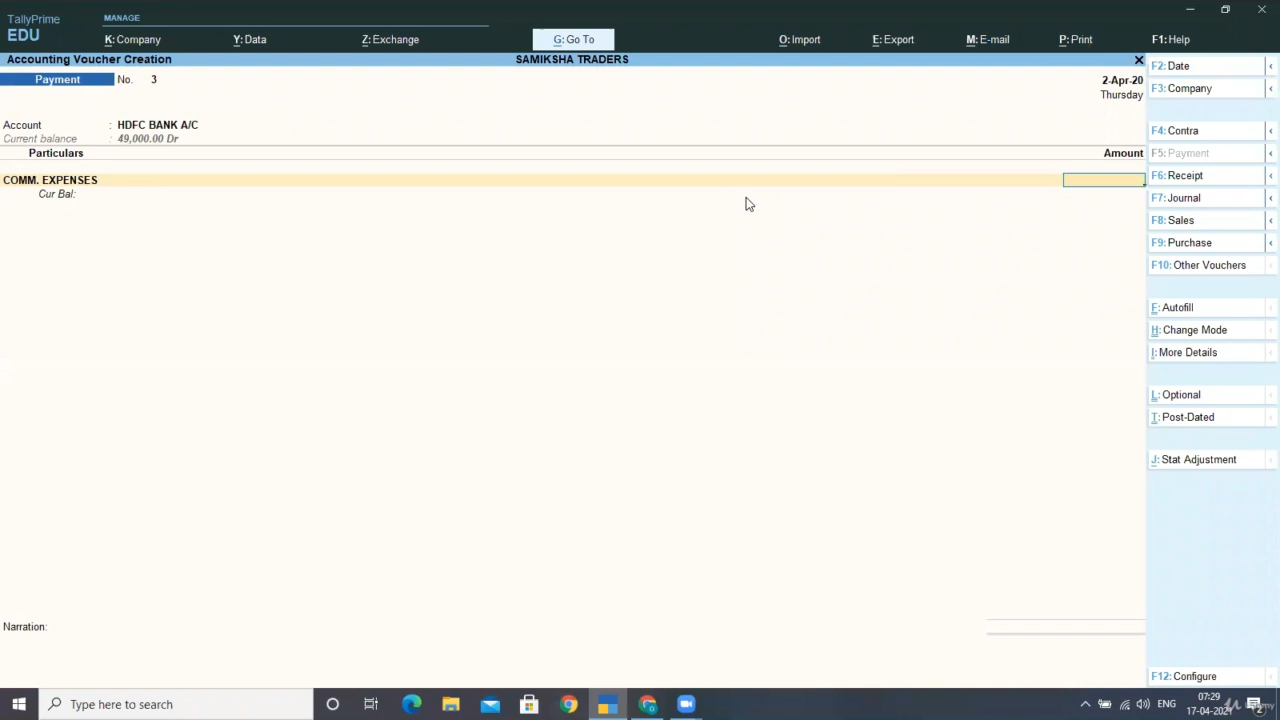 TallyPrime
EDU
MANAGE
K: Company
Y: Data
Z: Exchange
G: Go To
O: Import
E: Export
M: E-mail
P: Print
F1: Help
Accounting Voucher Creation
SAMIKSHA TRADERS
Payment No. 3
2-Apr-20
Thursday
Account : HDFC BANK A/C
Current balance : 49,000.00 Dr
Particulars
Amount
COMM. EXPENSES
Cur Bal:
Narration:
F2: Date
F3: Company
F4: Contra
F5: Payment
F6: Receipt
F7: Journal
F8: Sales
F9: Purchase
F10: Other Vouchers
E: Autofill
H: Change Mode
I: More Details
L: Optional
T: Post-Dated
J: Stat Adjustment
F12: Configure
Type here to search
ENG
07:29
17-04-2021